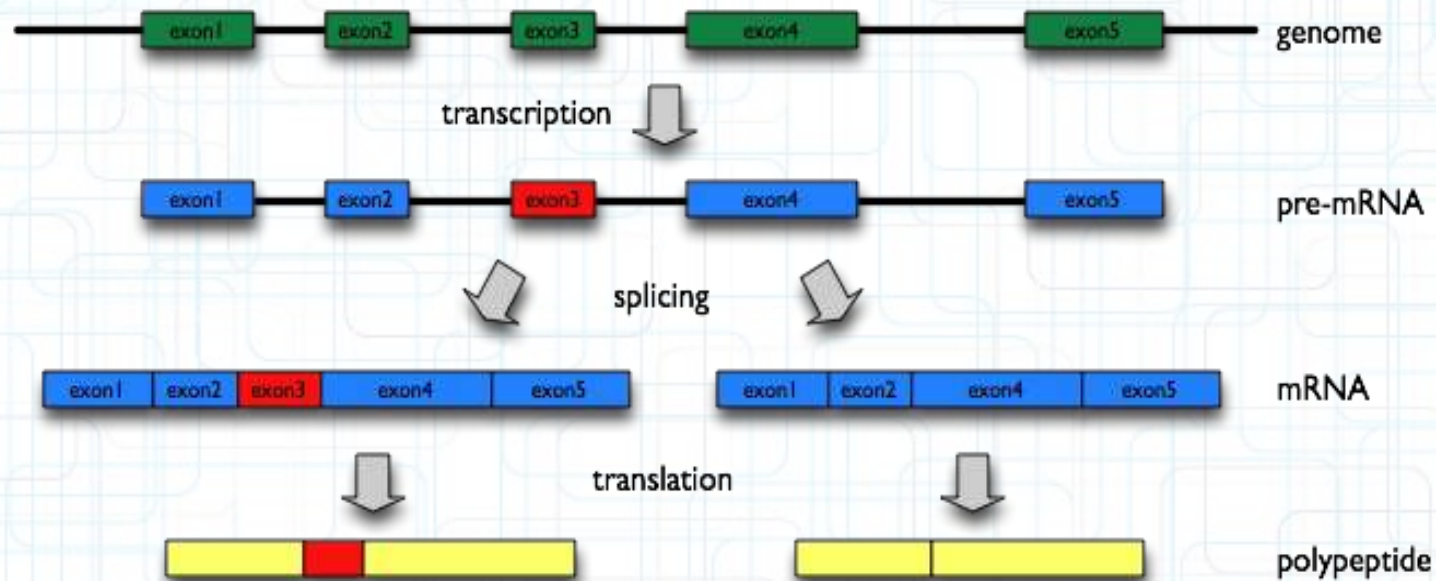 exon1 exon2 exon3 exon4 exon5 genome
transcription
exon1 exon2 exon3 exon4 exon5 pre-mRNA
splicing
exon1 exon2 exon3 exon4 exon5 exon1 exon2 exon4 exon5 mRNA
translation
polypeptide